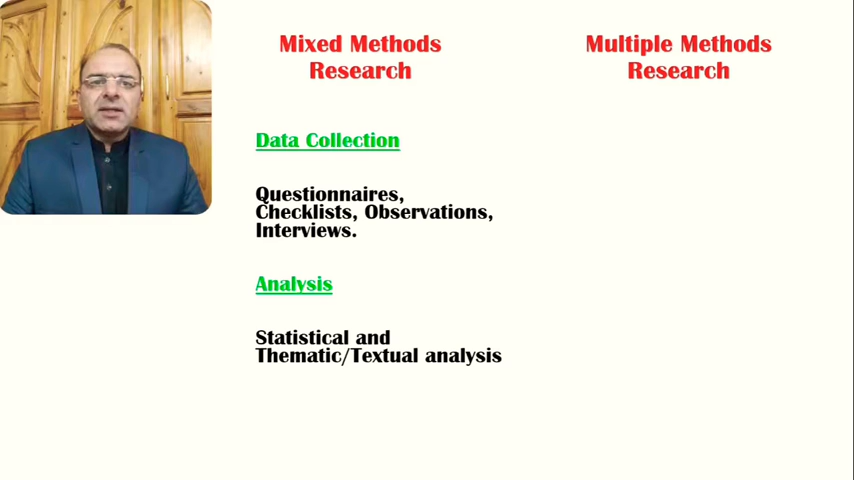 Mixed Methods
Research
Multiple Methods
Research
Data Collection
Questionnaires,
Checklists, Observations,
Interviews.
Analysis
Statistical and
Thematic/Textual analysis